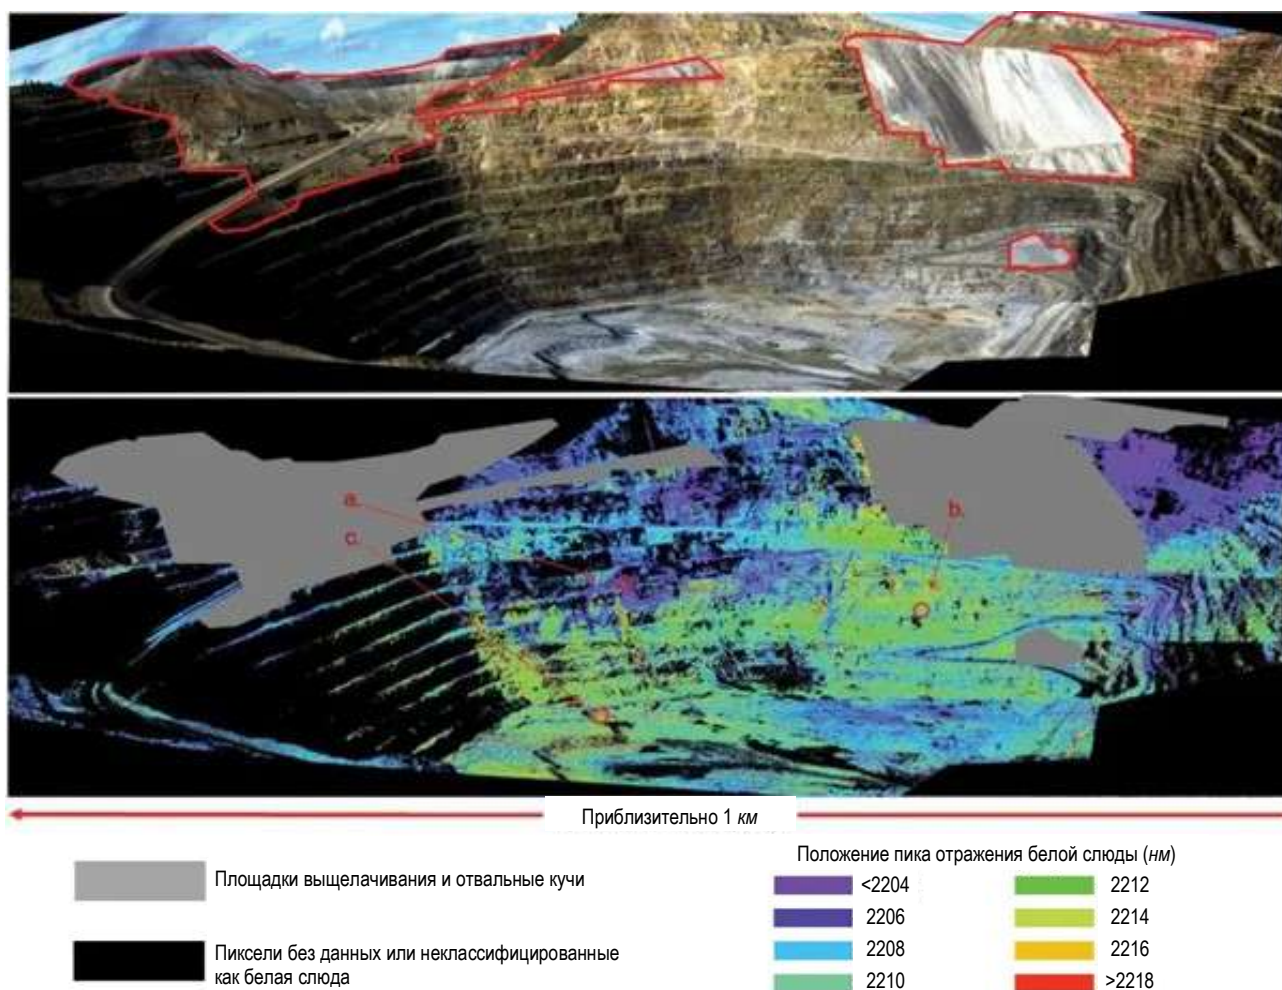 a.
b.
c.
Приблизительно 1 км
Площадки выщелачивания и отвальные кучи
Пиксели без данных или неклассифицированные
как белая слюда
Положение пика отражения белой слюды (нм)
<2204
2206
2208
2210
2212
2214
2216
>2218